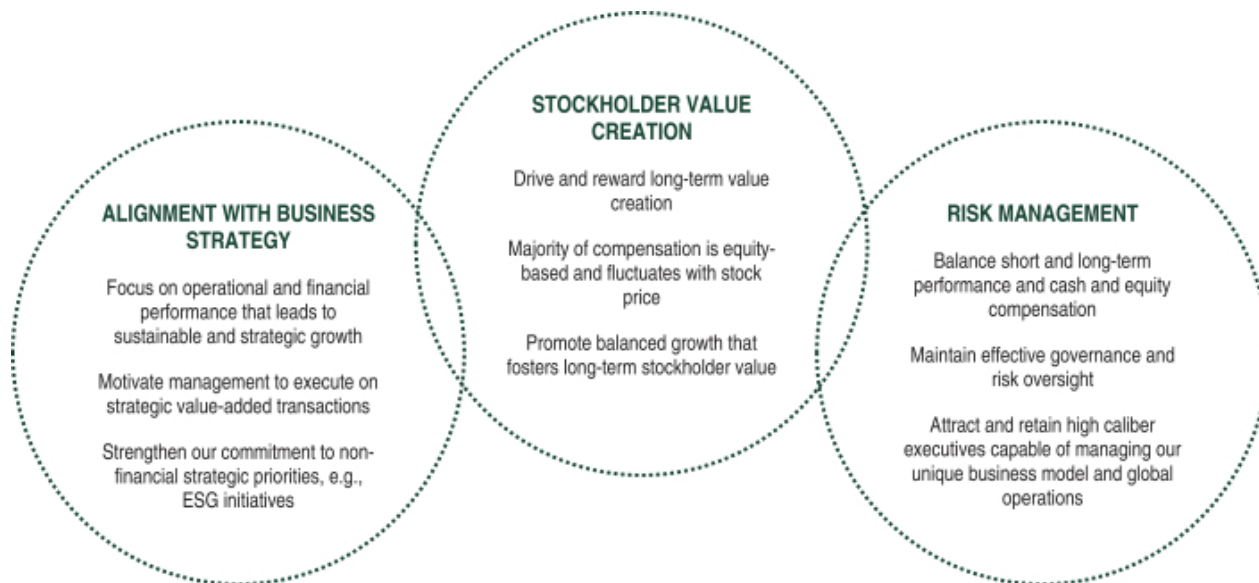 ALIGNMENT WITH BUSINESS
STRATEGY
Focus on operational and financial
performance that leads to
sustainable and strategic growth
Motivate management to execute on
strategic value-added transactions
Strengthen our commitment to non-
financial strategic priorities, e.g.,
ESG initiatives
STOCKHOLDER VALUE
CREATION
Drive and reward long-term value
creation
Majority of compensation is equity-
based and fluctuates with stock
price
Promote balanced growth that
fosters long-term stockholder value
RISK MANAGEMENT
Balance short and long-term
performance and cash and equity
compensation
Maintain effective governance and
risk oversight
Attract and retain high caliber
executives capable of managing our
unique business model and global
operations